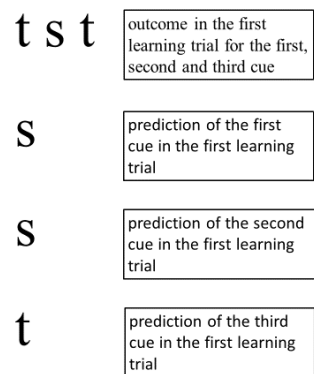 t s t
outcome in the first
learning trial for the first,
second and third cue
s
prediction of the first
cue in the first learning
trial
s
prediction of the second
cue in the first learning
trial
t
prediction of the third
cue in the first learning
trial